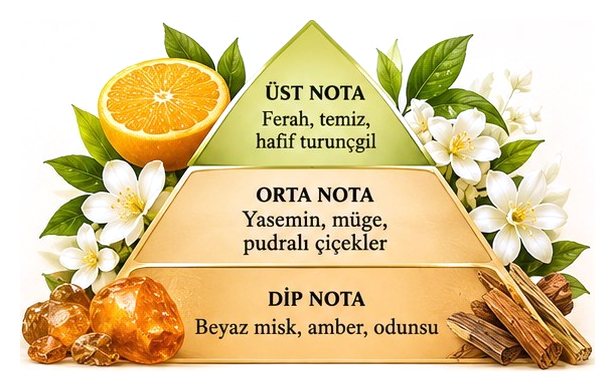 ÜST NOTA
Ferah, temiz,
hafif turunçgil
ORTA NOTA
Yasemin, müge,
pudralı çiçekler
DİP NOTA
Beyaz misk, amber, odunsu